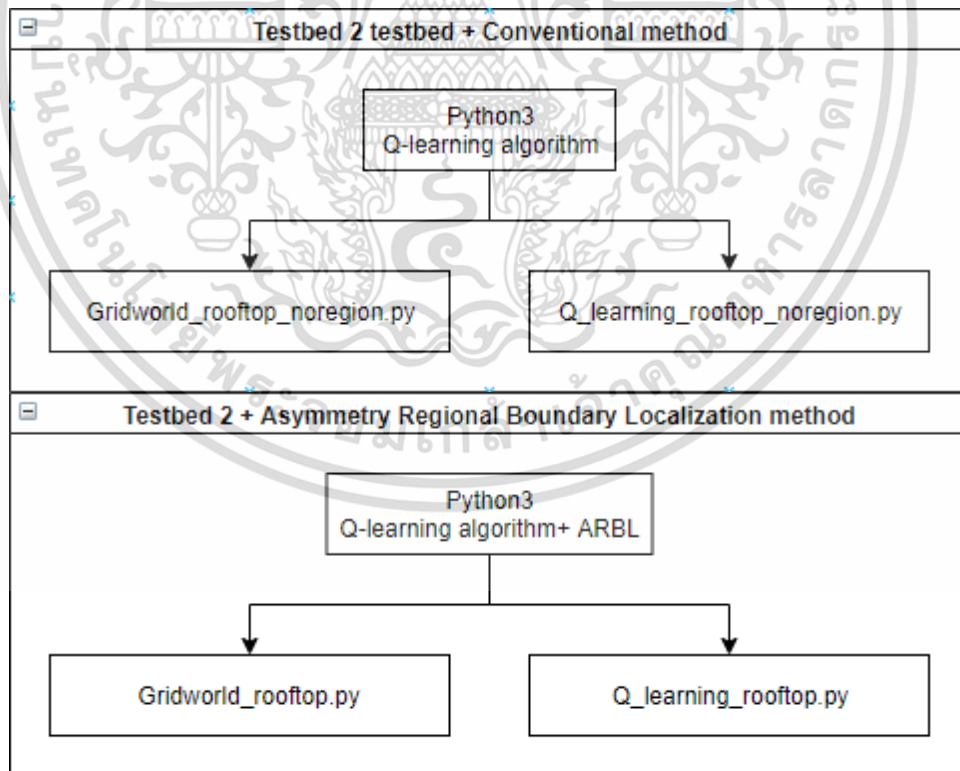 Testbed 2 testbed + Conventional method
Python3
Q-learning algorithm
Gridworld_rooftop_noregion.py
Q_learning_rooftop_noregion.py
Testbed 2 + Asymmetry Regional Boundary Localization method
Python3
Q-learning algorithm+ ARBL
Gridworld_rooftop.py
Q_learning_rooftop.py